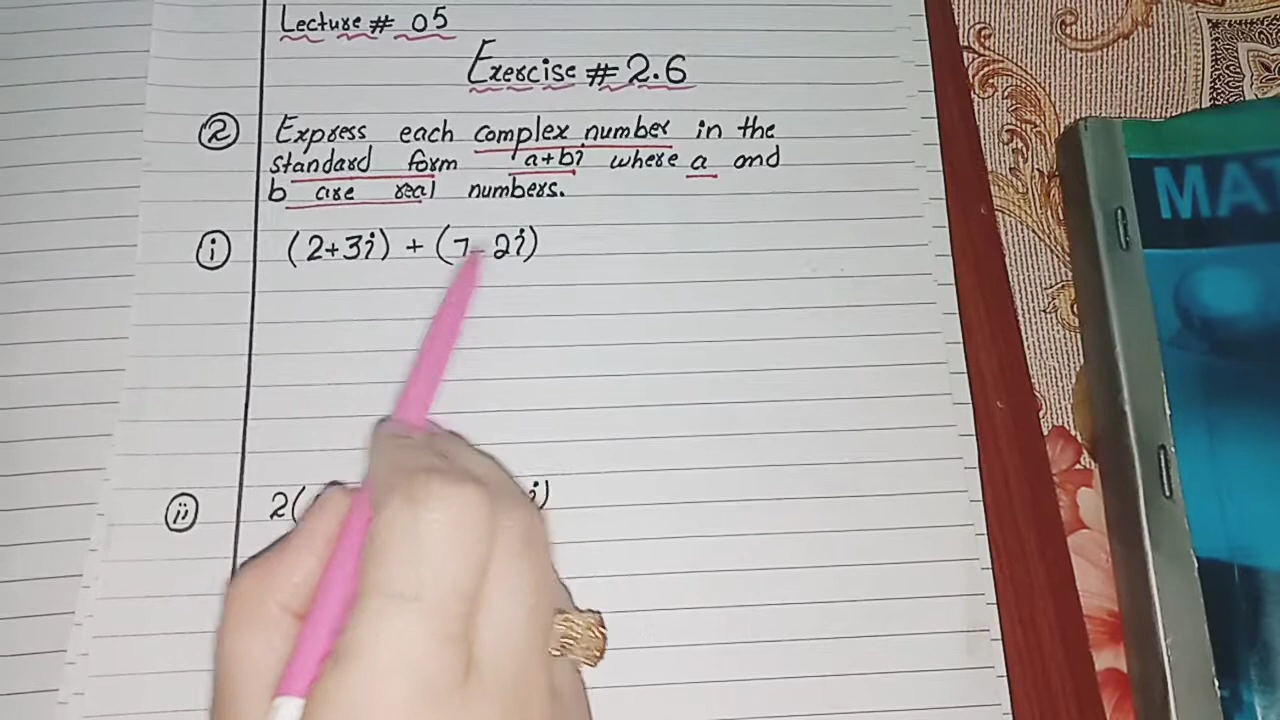 Lecture # 05
Exercise # 2.6
② Express each complex number in the
standard form a+bi where a and
b are real numbers.
ⓘ (2+3i) + (7-2i)
ⅱ 2( i)
MAT